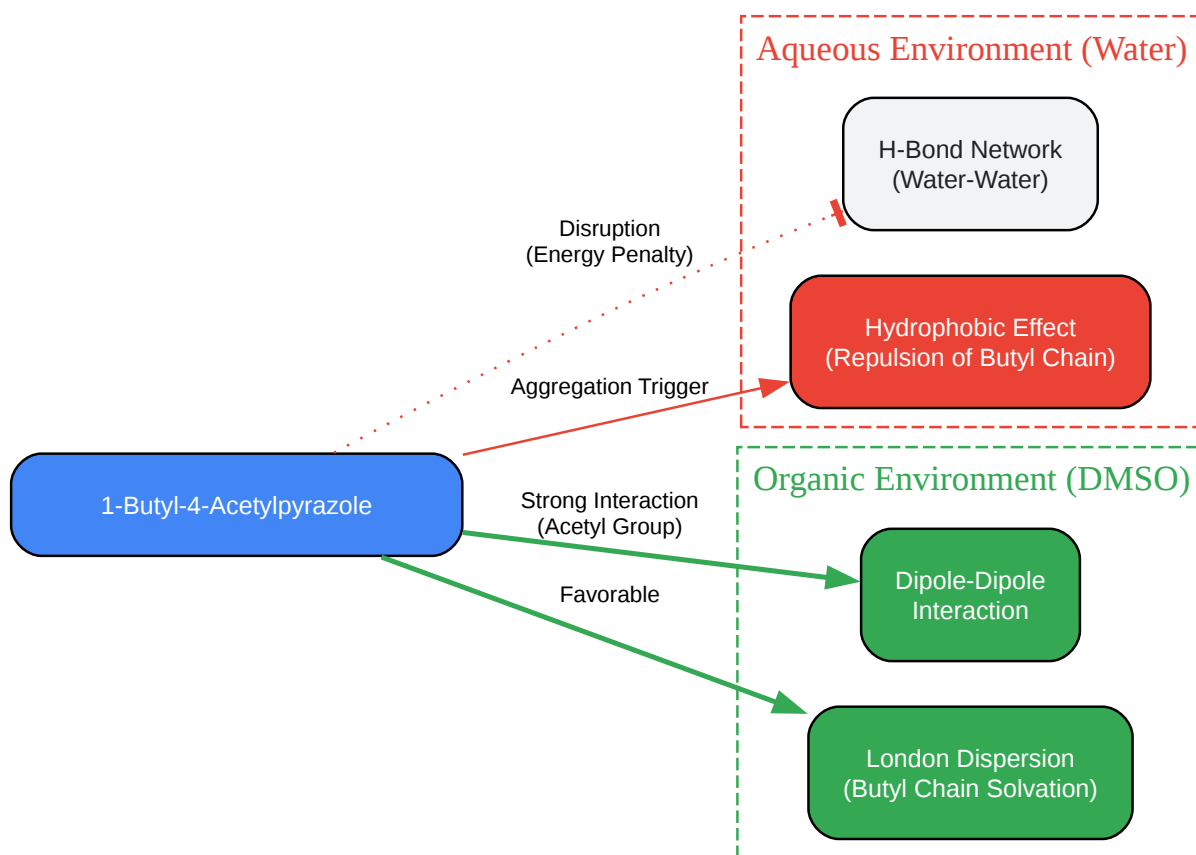 Aqueous Environment (Water)
H-Bond Network
(Water-Water)
Disruption
(Energy Penalty)
Hydrophobic Effect
(Repulsion of Butyl Chain)
Aggregation Trigger
Organic Environment (DMSO)
1-Butyl-4-Acetylpyrazole
Strong Interaction
(Acetyl Group)
Dipole-Dipole
Interaction
Favorable
London Dispersion
(Butyl Chain Solvation)